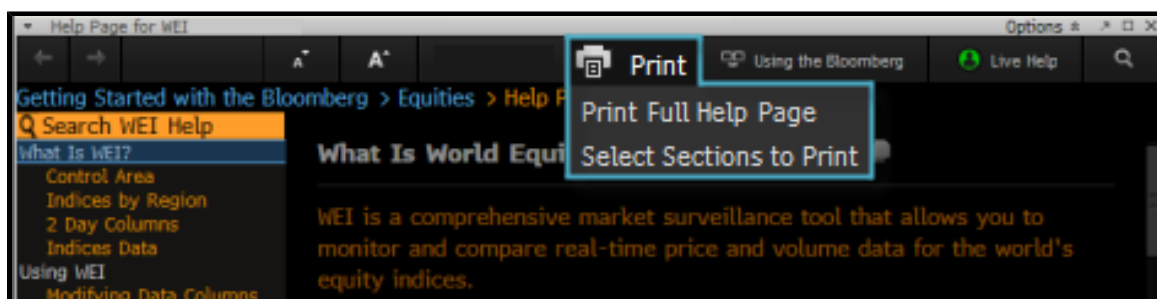 Help Page for WEI Options
A A Print Using the Bloomberg Live Help
Getting Started with the Bloomberg > Equities > Help P
Print Full Help Page
Select Sections to Print
Search WEI Help
What Is WEI?
Control Area
Indices by Region
2 Day Columns
Indices Data
Using WEI
Modifying Data Columns
What Is World Equi
WEI is a comprehensive market surveillance tool that allows you to
monitor and compare real-time price and volume data for the world's
equity indices.